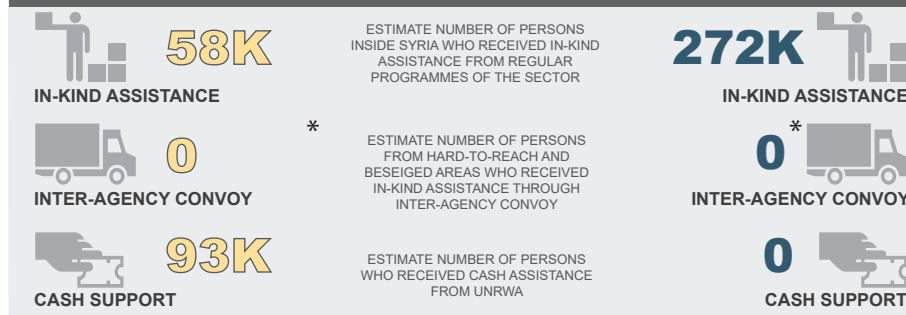 58K
IN-KIND ASSISTANCE
ESTIMATE NUMBER OF PERSONS
INSIDE SYRIA WHO RECEIVED IN-KIND
ASSISTANCE FROM REGULAR
PROGRAMMES OF THE SECTOR
272K
IN-KIND ASSISTANCE
0
*
INTER-AGENCY CONVOY
ESTIMATE NUMBER OF PERSONS
FROM HARD-TO-REACH AND
BESEIGED AREAS WHO RECEIVED
IN-KIND ASSISTANCE THROUGH
INTER-AGENCY CONVOY
0
*
INTER-AGENCY CONVOY
93K
CASH SUPPORT
ESTIMATE NUMBER OF PERSONS
WHO RECEIVED CASH ASSISTANCE
FROM UNRWA
0
CASH SUPPORT